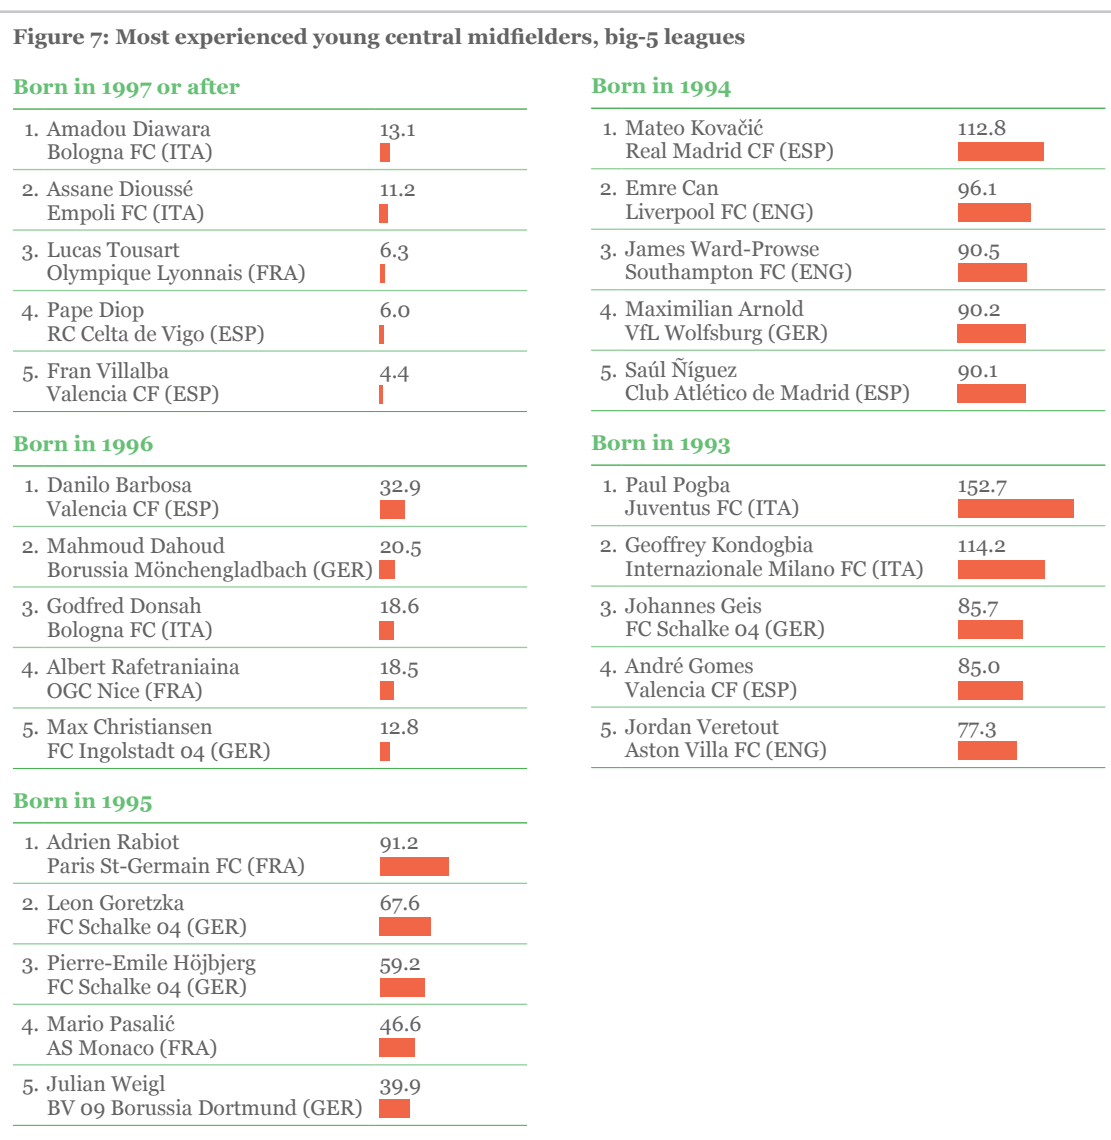 Figure 7: Most experienced young central midfielders, big-5 leagues
Born in 1997 or after
1. Amadou Diawara 13.1
Bologna FC (ITA)
2. Assane Dioussé 11.2
Empoli FC (ITA)
3. Lucas Tousart 6.3
Olympique Lyonnais (FRA)
4. Pape Diop 6.0
RC Celta de Vigo (ESP)
5. Fran Villalba 4.4
Valencia CF (ESP)
Born in 1996
1. Danilo Barbosa 32.9
Valencia CF (ESP)
2. Mahmoud Dahoud 20.5
Borussia Mönchengladbach (GER)
3. Godfred Donsah 18.6
Bologna FC (ITA)
4. Albert Rafetraniaina 18.5
OGC Nice (FRA)
5. Max Christiansen 12.8
FC Ingolstadt 04 (GER)
Born in 1995
1. Adrien Rabiot 91.2
Paris St-Germain FC (FRA)
2. Leon Goretzka 67.6
FC Schalke 04 (GER)
3. Pierre-Emile Höjbjerg 59.2
FC Schalke 04 (GER)
4. Mario Pasalić 46.6
AS Monaco (FRA)
5. Julian Weigl 39.9
BV 09 Borussia Dortmund (GER)
Born in 1994
1. Mateo Kovačić 112.8
Real Madrid CF (ESP)
2. Emre Can 96.1
Liverpool FC (ENG)
3. James Ward-Prowse 90.5
Southampton FC (ENG)
4. Maximilian Arnold 90.2
VfL Wolfsburg (GER)
5. Saúl Ñíguez 90.1
Club Atlético de Madrid (ESP)
Born in 1993
1. Paul Pogba 152.7
Juventus FC (ITA)
2. Geoffrey Kondogbia 114.2
Internazionale Milano FC (ITA)
3. Johannes Geis 85.7
FC Schalke 04 (GER)
4. André Gomes 85.0
Valencia CF (ESP)
5. Jordan Veretout 77.3
Aston Villa FC (ENG)